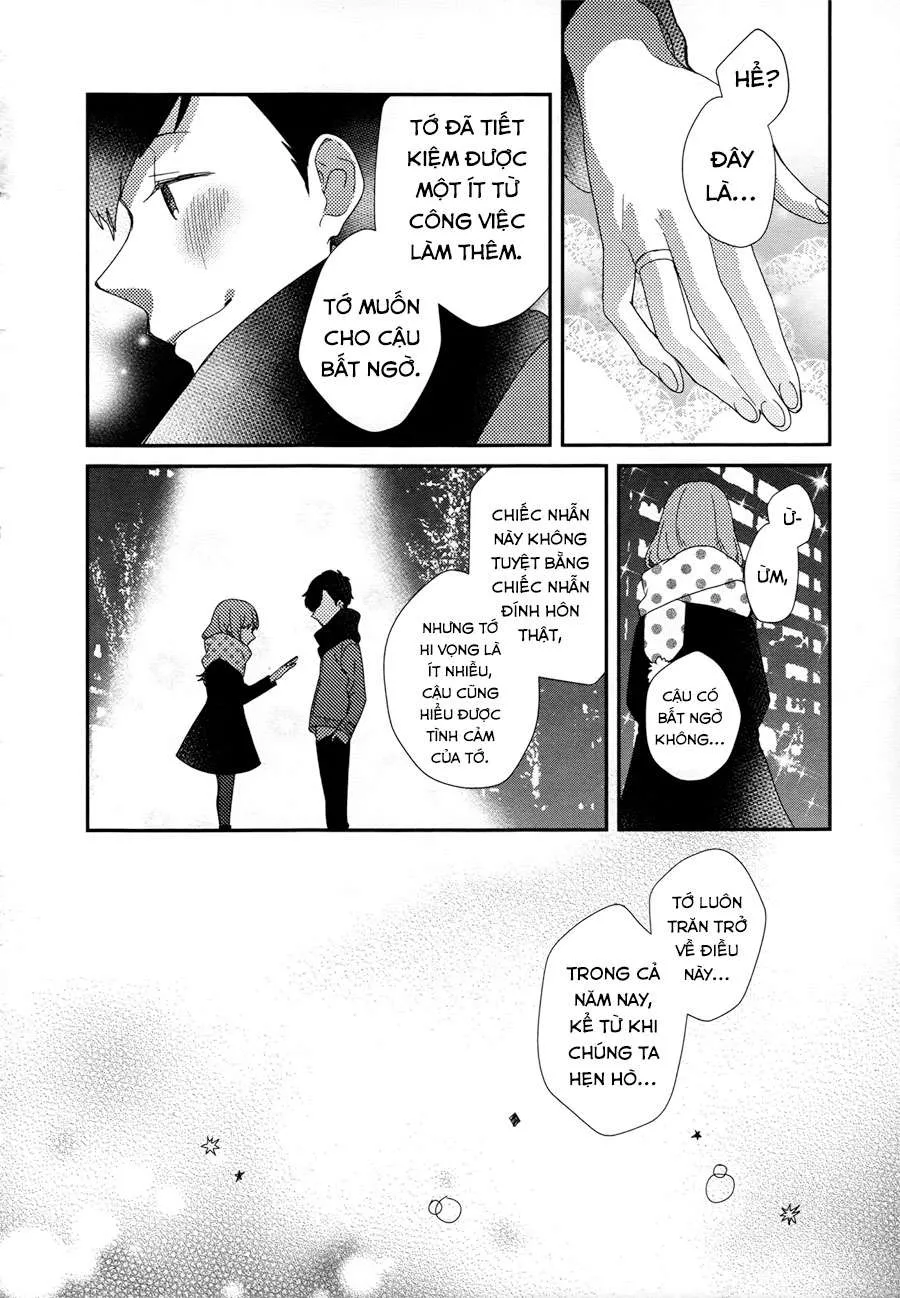 HỂ?
ĐÂY
LÀ...
TỚ ĐÃ TIẾT
KIỆM ĐƯỢC
MỘT ÍT TỪ
CÔNG VIỆC
LÀM THÊM.
TỚ MUỐN
CHO CẬU
BẤT NGỜ.
Ừ-
ỪM,
CẬU CÓ
BẤT NGỜ
KHÔNG...
CHIẾC NHẪN
NÀY KHÔNG
TUYỆT BẰNG
CHIẾC NHẪN
ĐÍNH HÔN
THẬT,
NHƯNG TỚ
HI VỌNG LÀ
ÍT NHIỀU,
CẬU CŨNG
HIỂU ĐƯỢC
TÌNH CẢM
CỦA TỚ.
TỚ LUÔN
TRĂN TRỞ
VỀ ĐIỀU
NÀY...
TRONG CẢ
NĂM NAY,
KỂ TỪ KHI
CHÚNG TA
HẸN HÒ...